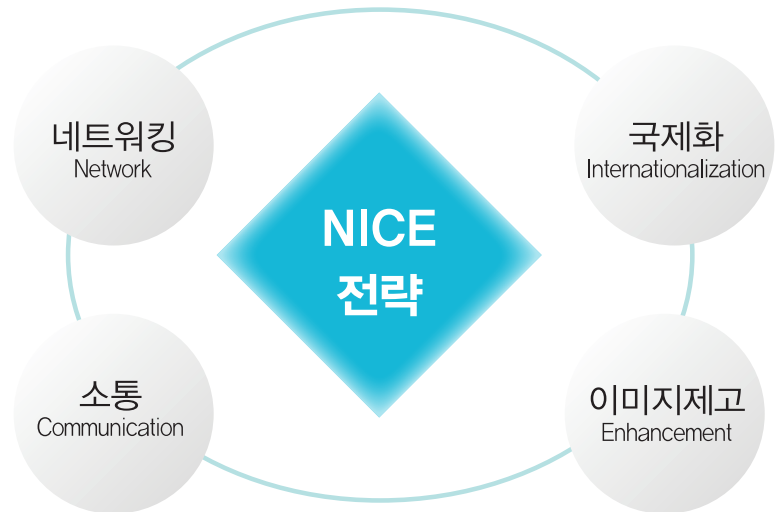 네트워킹
Network
국제화
Internationalization
NICE
전략
소통
Communication
이미지제고
Enhancement